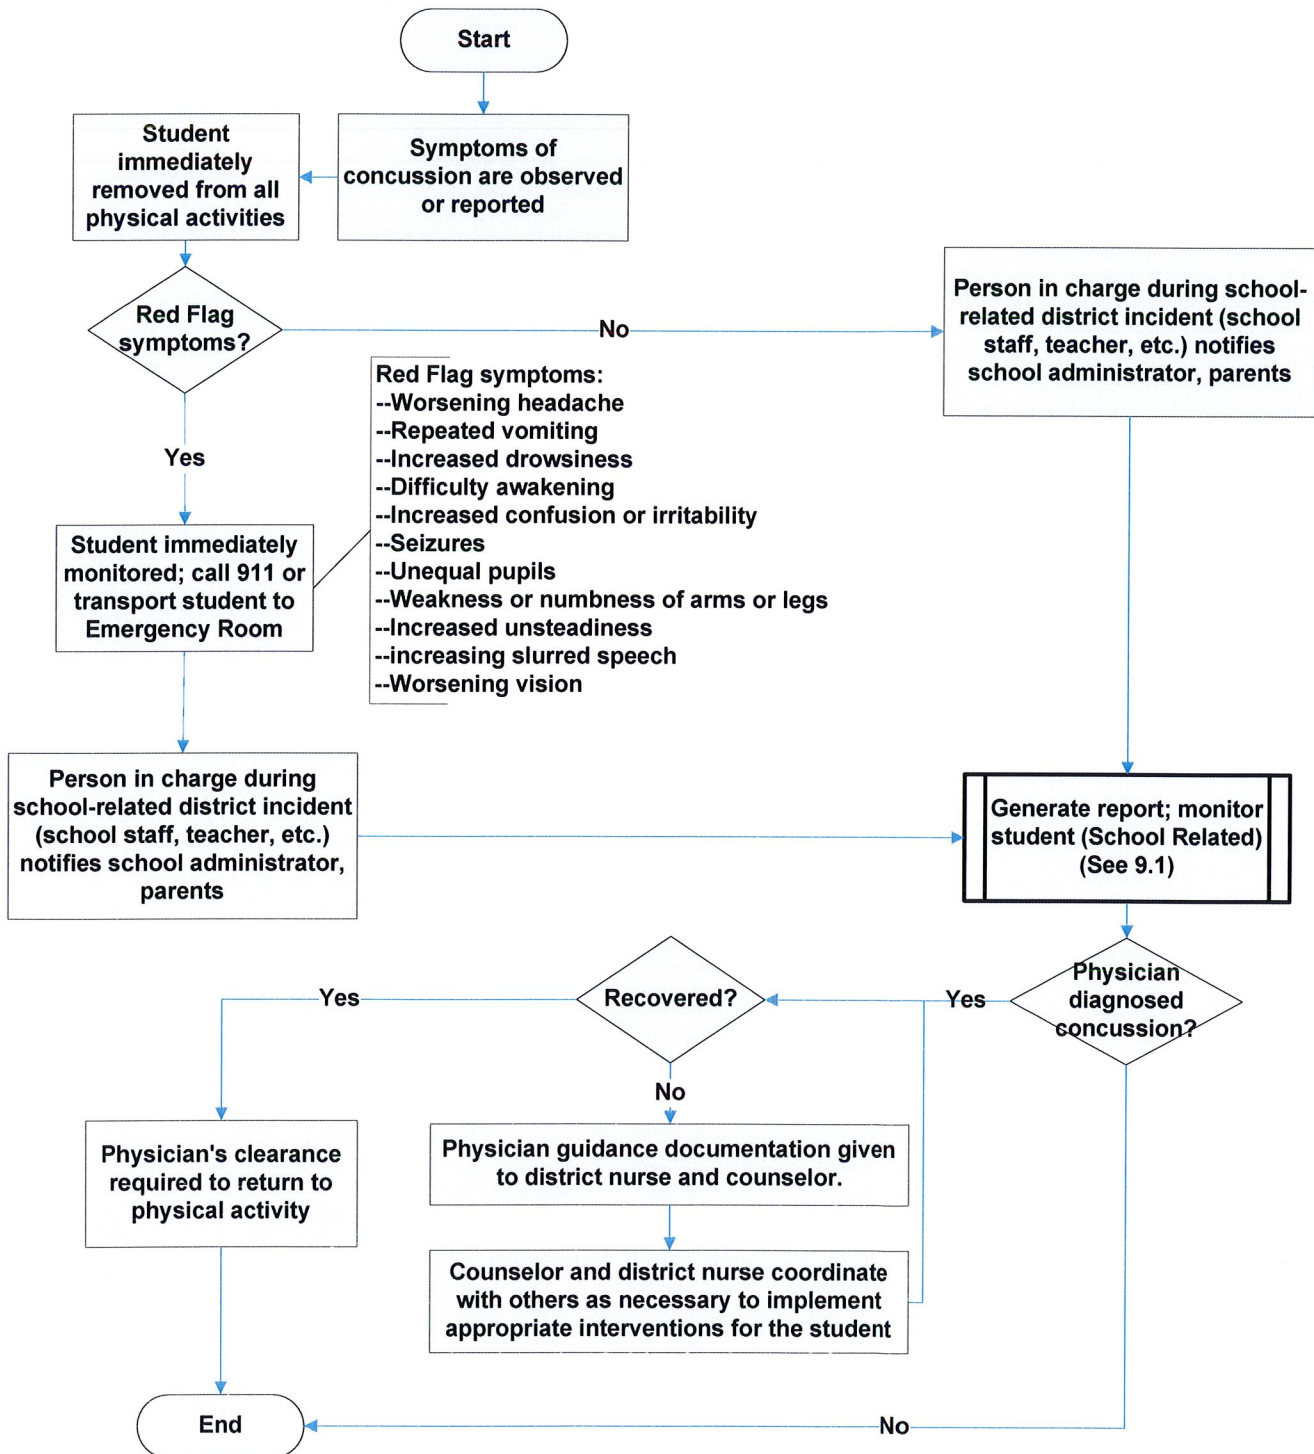 Start
Symptoms of
concussion are observed
or reported
Student
immediately
removed from all
physical activities
Red Flag
symptoms?
No
Person in charge during school-
related district incident (school
staff, teacher, etc.) notifies
school administrator, parents
Yes
Red Flag symptoms:
--Worsening headache
--Repeated vomiting
--Increased drowsiness
--Difficulty awakening
--Increased confusion or irritability
--Seizures
--Unequal pupils
--Weakness or numbness of arms or legs
--Increased unsteadiness
--increasing slurred speech
--Worsening vision
Student immediately
monitored; call 911 or
transport student to
Emergency Room
Person in charge during
school-related district incident
(school staff, teacher, etc.)
notifies school administrator,
parents
Generate report; monitor
student (School Related)
(See 9.1)
Physician
diagnosed
concussion?
Yes
Recovered?
Yes
No
Physician's clearance
required to return to
physical activity
Physician guidance documentation given
to district nurse and counselor.
Counselor and district nurse coordinate
with others as necessary to implement
appropriate interventions for the student
No
End